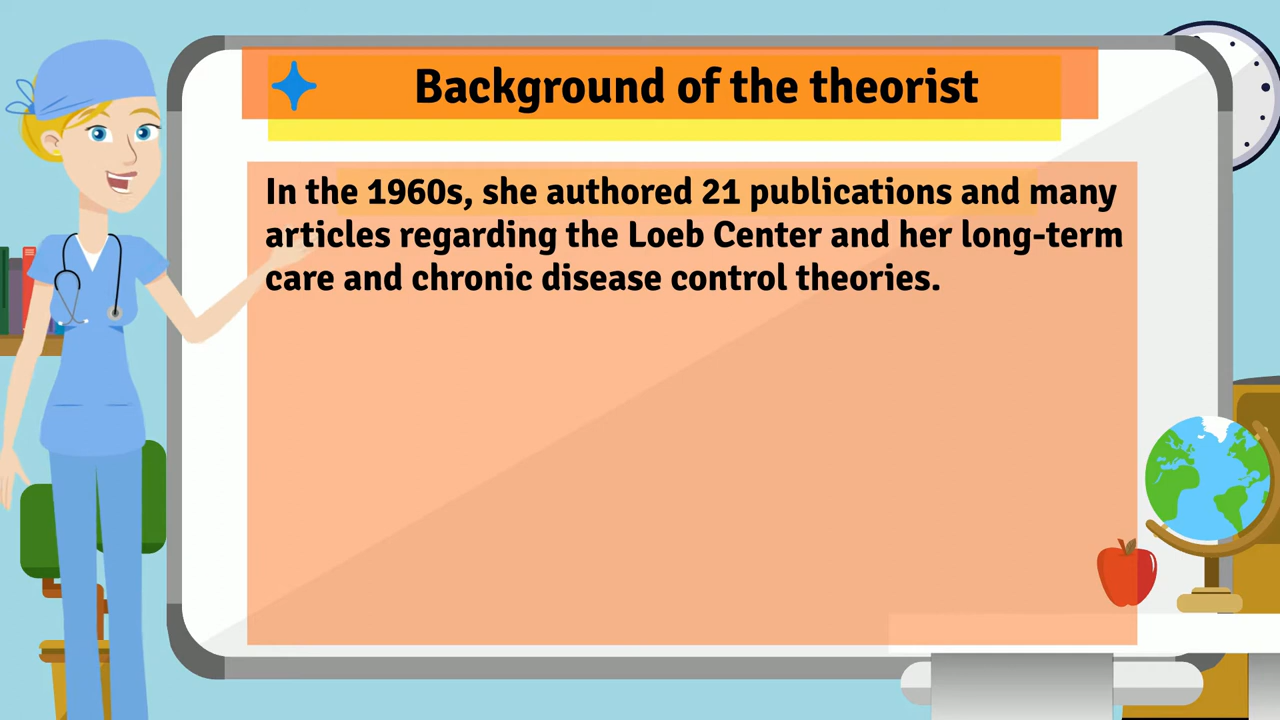 Background of the theorist
In the 1960s, she authored 21 publications and many
articles regarding the Loeb Center and her long-term
care and chronic disease control theories.